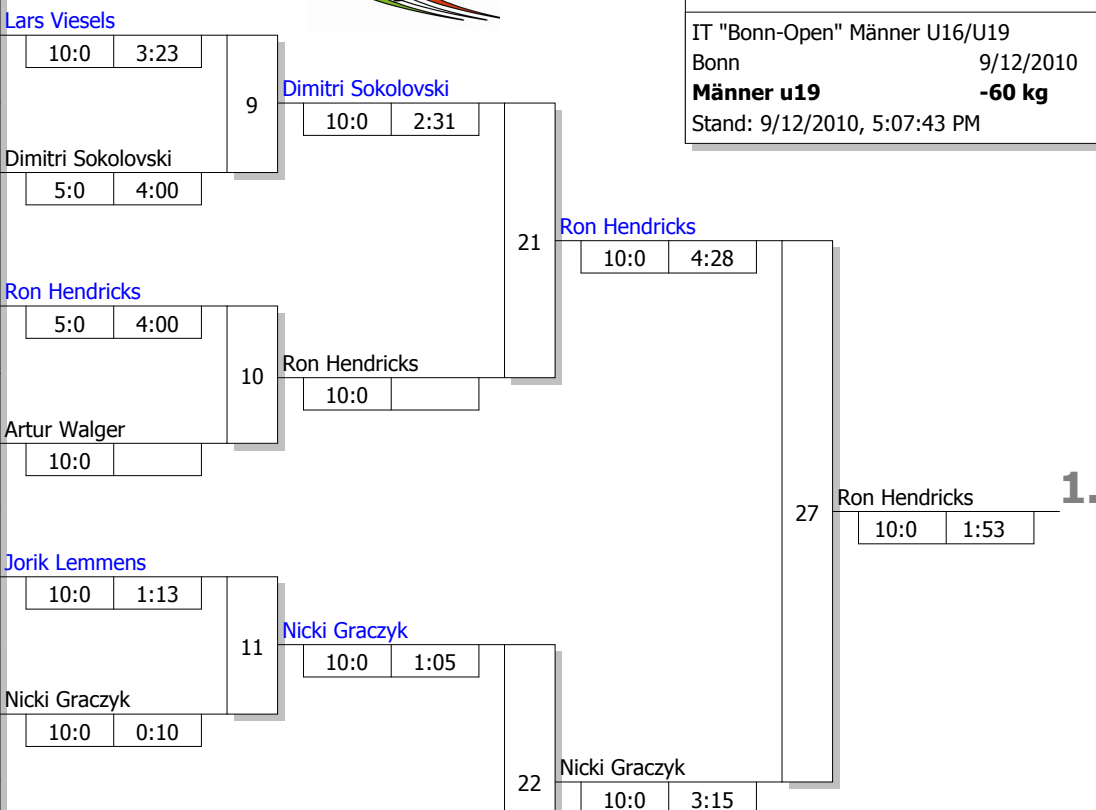 Lars Viesels
10:0 3:23
9
Dimitri Sokolovski
10:0 2:31
Dimitri Sokolovski
5:0 4:00
IT "Bonn-Open" Männer U16/U19
Bonn 9/12/2010
Männer u19 -60 kg
Stand: 9/12/2010, 5:07:43 PM
21
Ron Hendricks
10:0 4:28
Ron Hendricks
5:0 4:00
10
Ron Hendricks
10:0
Artur Walger
10:0
27
Ron Hendricks
10:0 1:53
1.
Jorik Lemmens
10:0 1:13
11
Nicki Graczyk
10:0 1:05
Nicki Graczyk
10:0 0:10
22
Nicki Graczyk
10:0 3:15